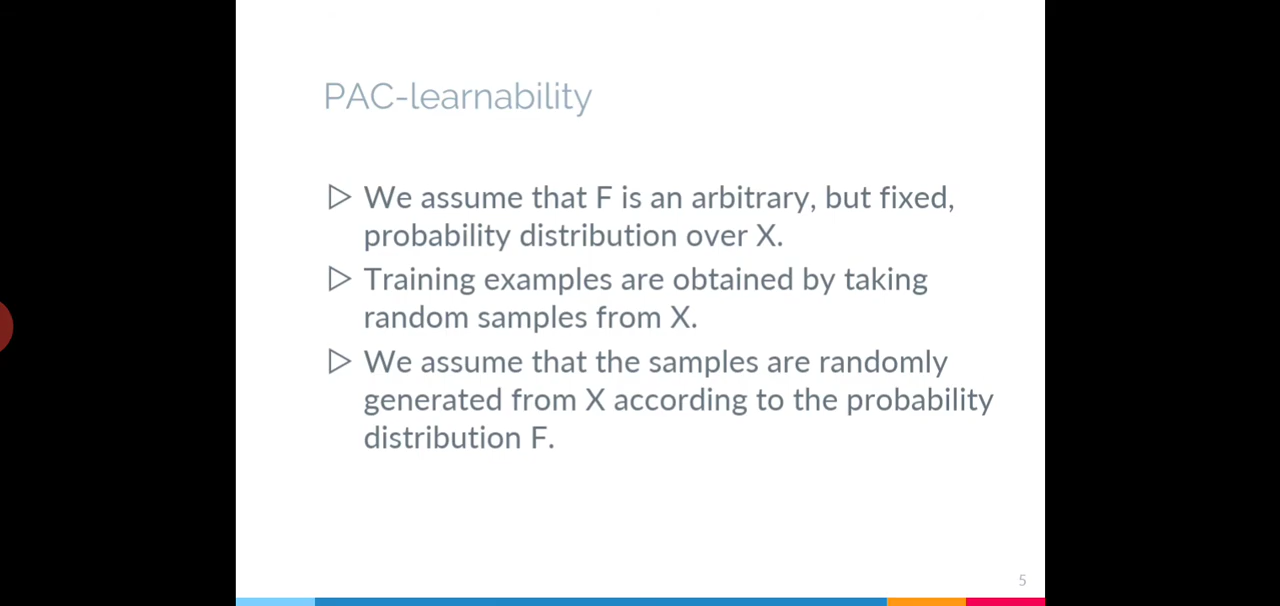 PAC-learnability
We assume that F is an arbitrary, but fixed,
probability distribution over X.
Training examples are obtained by taking
random samples from X.
We assume that the samples are randomly
generated from X according to the probability
distribution F.
5